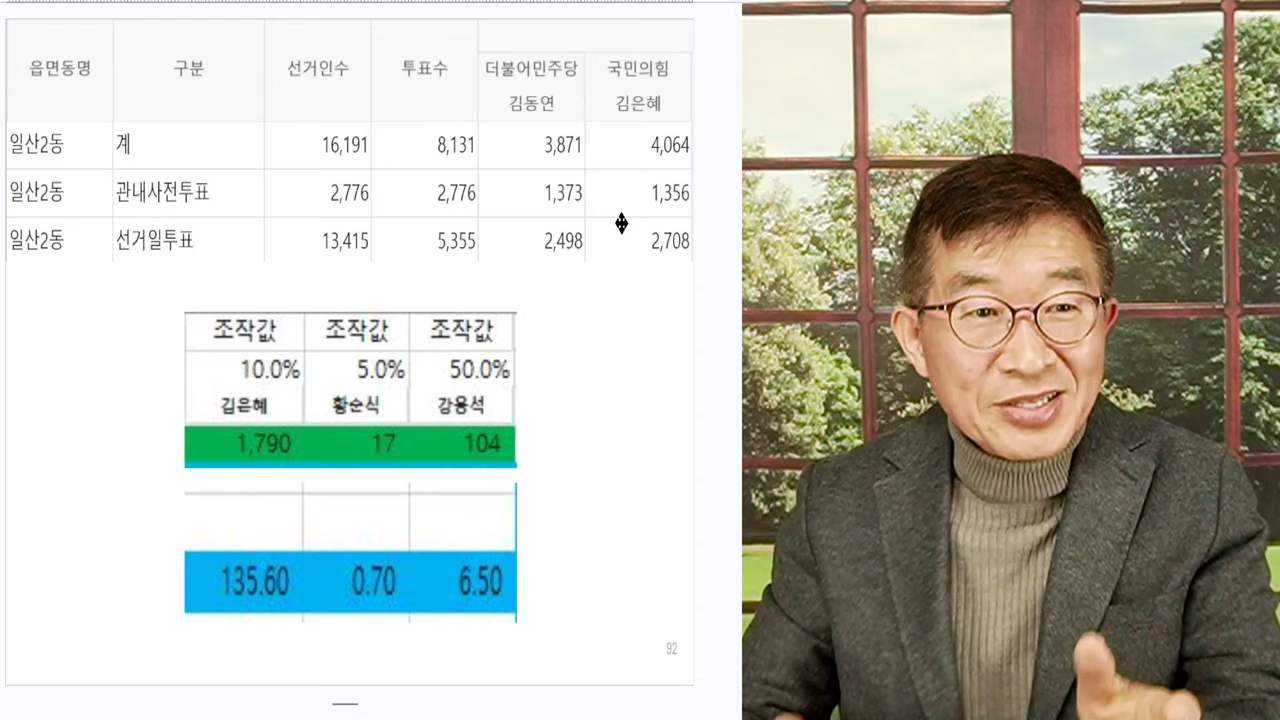 읍면동명 구분 선거인수 투표수 더불어민주당 국민의힘
김동연 김은혜
일산2동 계 16,191 8,131 3,871 4,064
일산2동 관내사전투표 2,776 2,776 1,373 1,356
일산2동 선거일투표 13,415 5,355 2,498 2,708
조작값 조작값 조작값
10.0% 5.0% 50.0%
김은혜 황순식 강용석
1,790 17 104
135.60 0.70 6.50
92